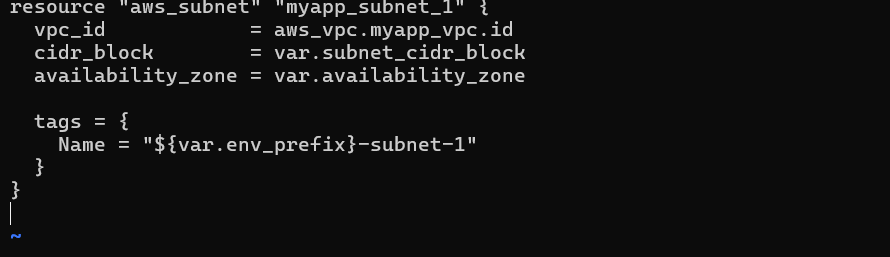 resource "aws_subnet" "myapp_subnet_1" {
  vpc_id            = aws_vpc.myapp_vpc.id
  cidr_block        = var.subnet_cidr_block
  availability_zone = var.availability_zone

  tags = {
    Name = "${var.env_prefix}-subnet-1"
  }
}

~